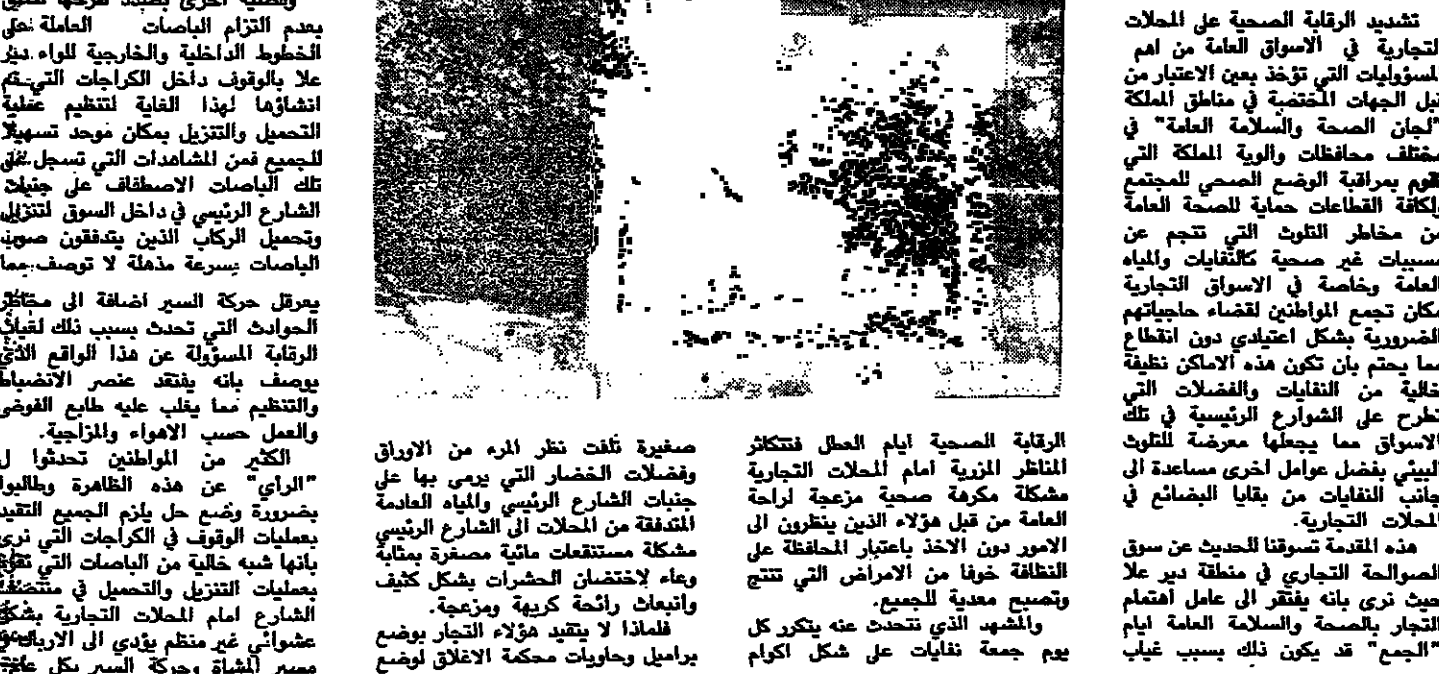 تشديد الرقابة الصحية على المحلات
التجارية في الاسواق العامة من اهم
المسؤوليات التي تؤخذ بعين الاعتبار من
قبل الجهات المختصة في مناطق المملكة
"لجان الصحة والسلامة العامة" في
مختلف محافظات والوية المملكة التي
تقوم بمراقبة الوضع الصحي للمجتمع
ولكافة القطاعات حماية للصحة العامة
من مخاطر التلوث التي تنجم عن
مسببات غير صحية كالنفايات والمياه
العامة وخاصة في الاسواق التجارية
مكان تجمع المواطنين لقضاء حاجياتهم
الضرورية بشكل اعتيادي دون انقطاع
مما يحتم بان تكون هذه الاماكن نظيفة
خالية من النفايات والفضلات التي
تطرح على الشوارع الرئيسية في تلك
الاسواق مما يجعلها معرضة للتلوث
البيئي بفضل عوامل اخرى مساعدة الى
جانب النفايات من بقايا البضائع في
المحلات التجارية.
هذه المقدمة تسوقنا للحديث عن سوق
الصوالحة التجاري في منطقة دير علا
حيث نرى بانه يفتقر الى عامل اهتمام
التجار بالصحة والسلامة العامة ايام
"الجمع" قد يكون ذلك بسبب غياب
الرقابة الصحية ايام العطل فتتكاثر
المناظر المزرية امام المحلات التجارية
مشكلة مكرهة صحية مزعجة لراحة
العامة من قبل هؤلاء الذين ينظرون الى
الامور دون الاخذ باعتبار المحافظة على
النظافة خوفا من الامراض التي تنتج
وتصبح معدية للجميع.
والمشهد الذي نتحدث عنه يتكرر كل
يوم جمعة نفايات على شكل اكوام
صغيرة تلفت نظر المرء من الاوراق
وفضلات الخضار التي يرمى بها على
جنبات الشارع الرئيسي والمياه العادمة
المتدفقة من المحلات الى الشارع الرئيسي
مشكلة مستنقعات مائية مصغرة بمثابة
وعاء لاحتضان الحشرات بشكل كثيف
وانبعاث رائحة كريهة ومزعجة.
فلماذا لا يتقيد هؤلاء التجار بوضع
براميل وحاويات محكمة الاغلاق لوضع
بعدم التزام الباصات العاملة على
الخطوط الداخلية والخارجية للواء دير
علا بالوقوف داخل الكراجات التي تم
انشاؤها لهذا الغاية لتنظيم عملية
التحميل والتنزيل بمكان موحد تسهيلا
للجميع فمن المشاهدات التي تسجل على
تلك الباصات الاصطفاف على جنبات
الشارع الرئيسي في داخل السوق لتنزيل
وتحميل الركاب الذين يتدفقون صوب
الباصات بسرعة مذهلة لا توصف مما
يعرقل حركة السير اضافة الى مخاطر
الحوادث التي تحدث بسبب ذلك لغياب
الرقابة المسؤولة عن هذا الواقع الذي
يوصف بانه يفتقد عنصر الانضباط
والتنظيم مما يغلب عليه طابع الفوضى
والعمل حسب الاهواء والمزاجية.
الكثير من المواطنين تحدثوا ل
"الرأي" عن هذه الظاهرة وطالبوا
بضرورة وضع حل يلزم الجميع التقيد
بعمليات الوقوف في الكراجات التي نرى
بانها شبه خالية من الباصات التي تقوم
بعمليات التنزيل والتحميل في منتصف
الشارع امام المحلات التجارية بشكل
عشوائي غير منظم يؤدي الى
مسير المشاة وحركة السير بكل